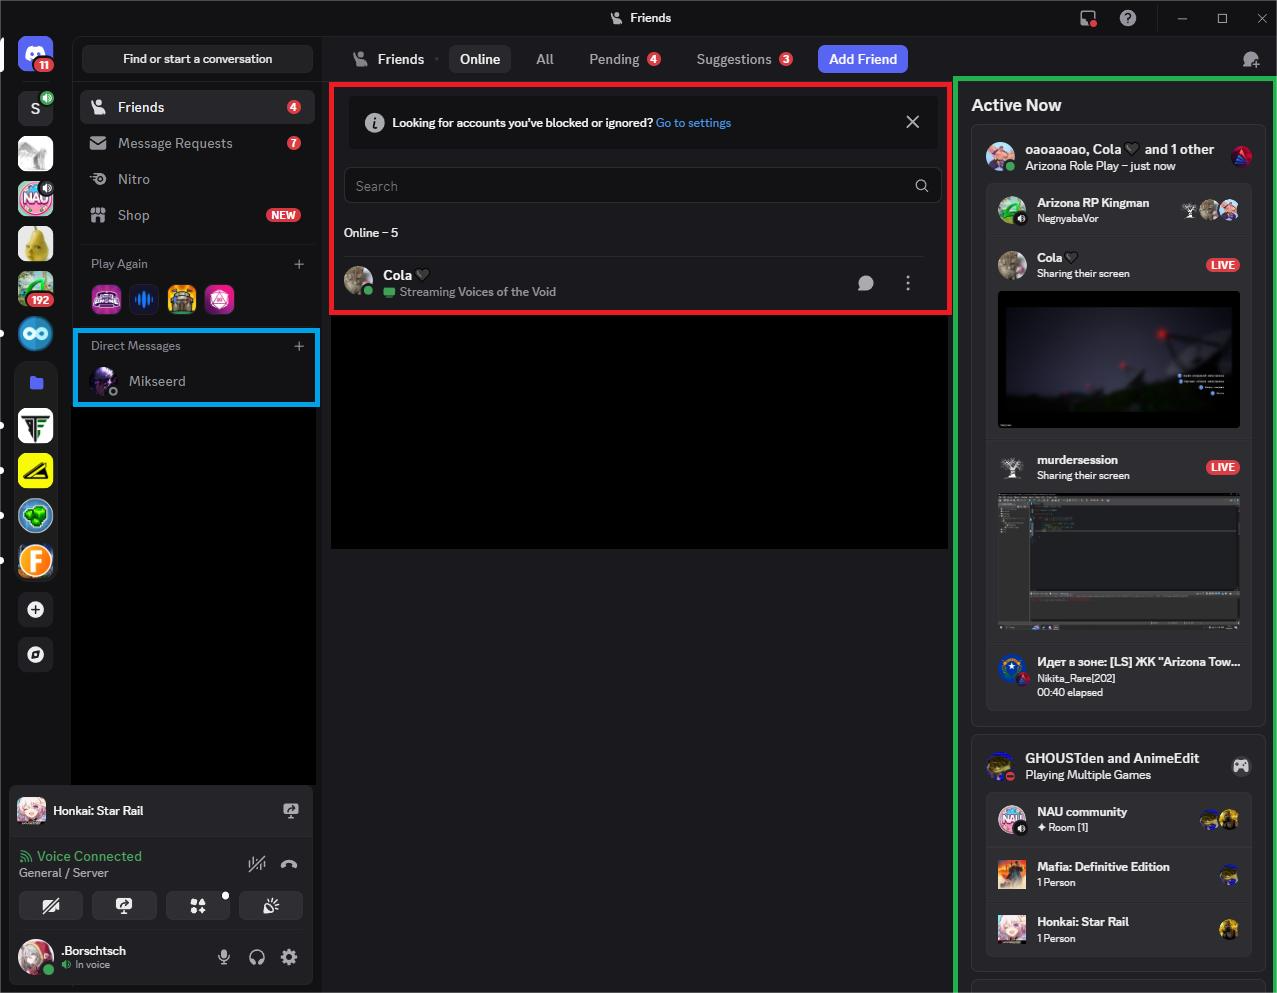 Friends
11
S
NAU
192
F
Find or start a conversation
Friends 4
Message Requests 7
Nitro
Shop NEW
Play Again
Direct Messages
Mikseerd
Honkai: Star Rail
Voice Connected
General / Server
.Borschtsch
In voice
Friends Online All Pending 4 Suggestions 3 Add Friend
Looking for accounts you've blocked or ignored? Go to settings
Search
Online – 5
Cola
Streaming Voices of the Void
Active Now
oaoaaoao, Cola 🖤 and 1 other
Arizona Role Play – just now
Arizona RP Kingman
NegnyabaVor
Cola
Sharing their screen
LIVE
murdersession
Sharing their screen
LIVE
Идет в зоне: [LS] ЖК "Arizona Tow...
Nikita_Rare[202]
00:40 elapsed
GHOUSTden and AnimeEdit
Playing Multiple Games
NAU community
✦ Room [1]
Mafia: Definitive Edition
1 Person
Honkai: Star Rail
1 Person